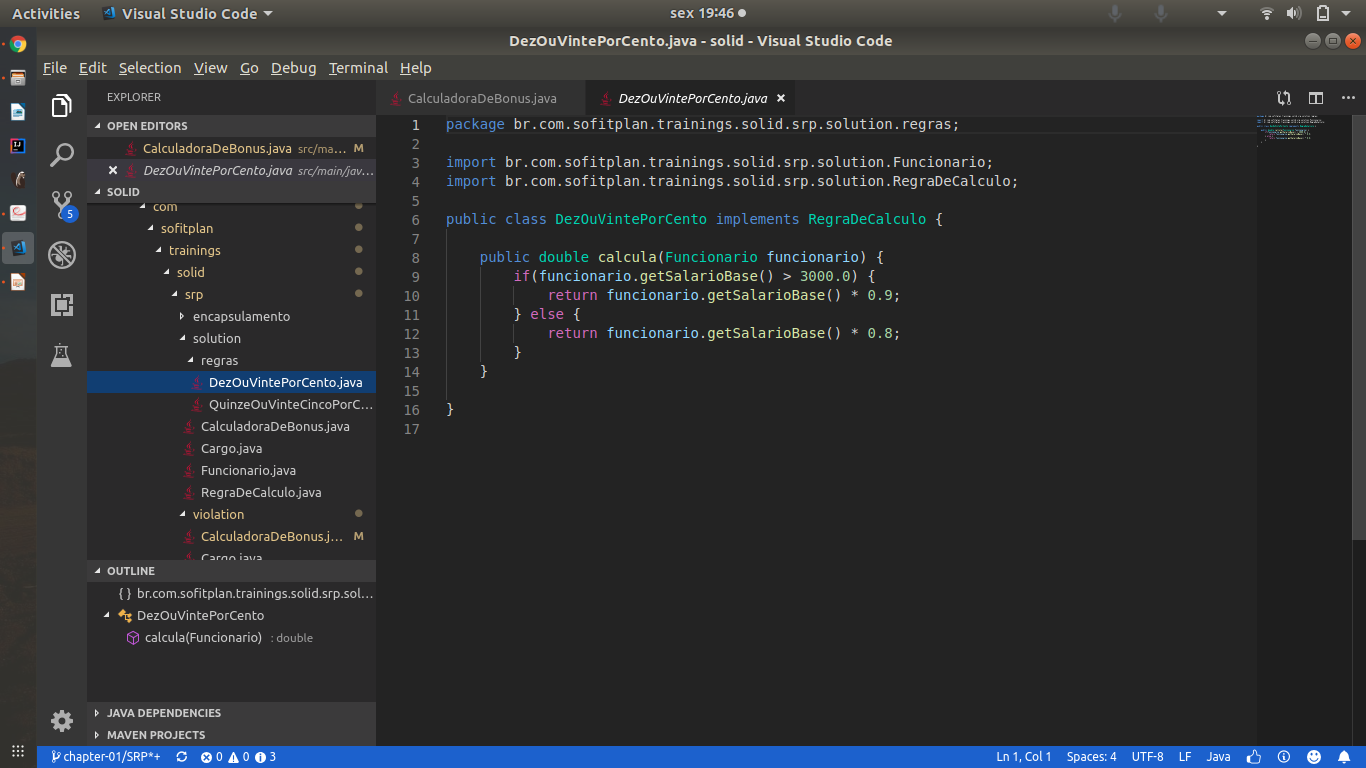 Activities Visual Studio Code sex 19:46
DezOuVintePorCento.java - solid - Visual Studio Code
File Edit Selection View Go Debug Terminal Help
EXPLORER
OPEN EDITORS
CalculadoraDeBonus.java src/ma... M
DezOuVintePorCento.java src/main/jav...
SOLID
com
sofitplan
trainings
solid
srp
encapsulamento
solution
regras
DezOuVintePorCento.java
QuinzeOuVinteCincoPorC...
CalculadoraDeBonus.java
Cargo.java
Funcionario.java
RegraDeCalculo.java
violation
CalculadoraDeBonus.j... M
Cargo.java
OUTLINE
{ } br.com.sofitplan.trainings.solid.srp.sol...
DezOuVintePorCento
calcula(Funcionario) : double
JAVA DEPENDENCIES
MAVEN PROJECTS
5
CalculadoraDeBonus.java DezOuVintePorCento.java
1 package br.com.sofitplan.trainings.solid.srp.solution.regras;
2
3 import br.com.sofitplan.trainings.solid.srp.solution.Funcionario;
4 import br.com.sofitplan.trainings.solid.srp.solution.RegraDeCalculo;
5
6 public class DezOuVintePorCento implements RegraDeCalculo {
7
8 public double calcula(Funcionario funcionario) {
9 if(funcionario.getSalarioBase() > 3000.0) {
10 return funcionario.getSalarioBase() * 0.9;
11 } else {
12 return funcionario.getSalarioBase() * 0.8;
13 }
14 }
15
16 }
17
chapter-01/SRP*+ 0 0 3 Ln 1, Col 1 Spaces: 4 UTF-8 LF Java